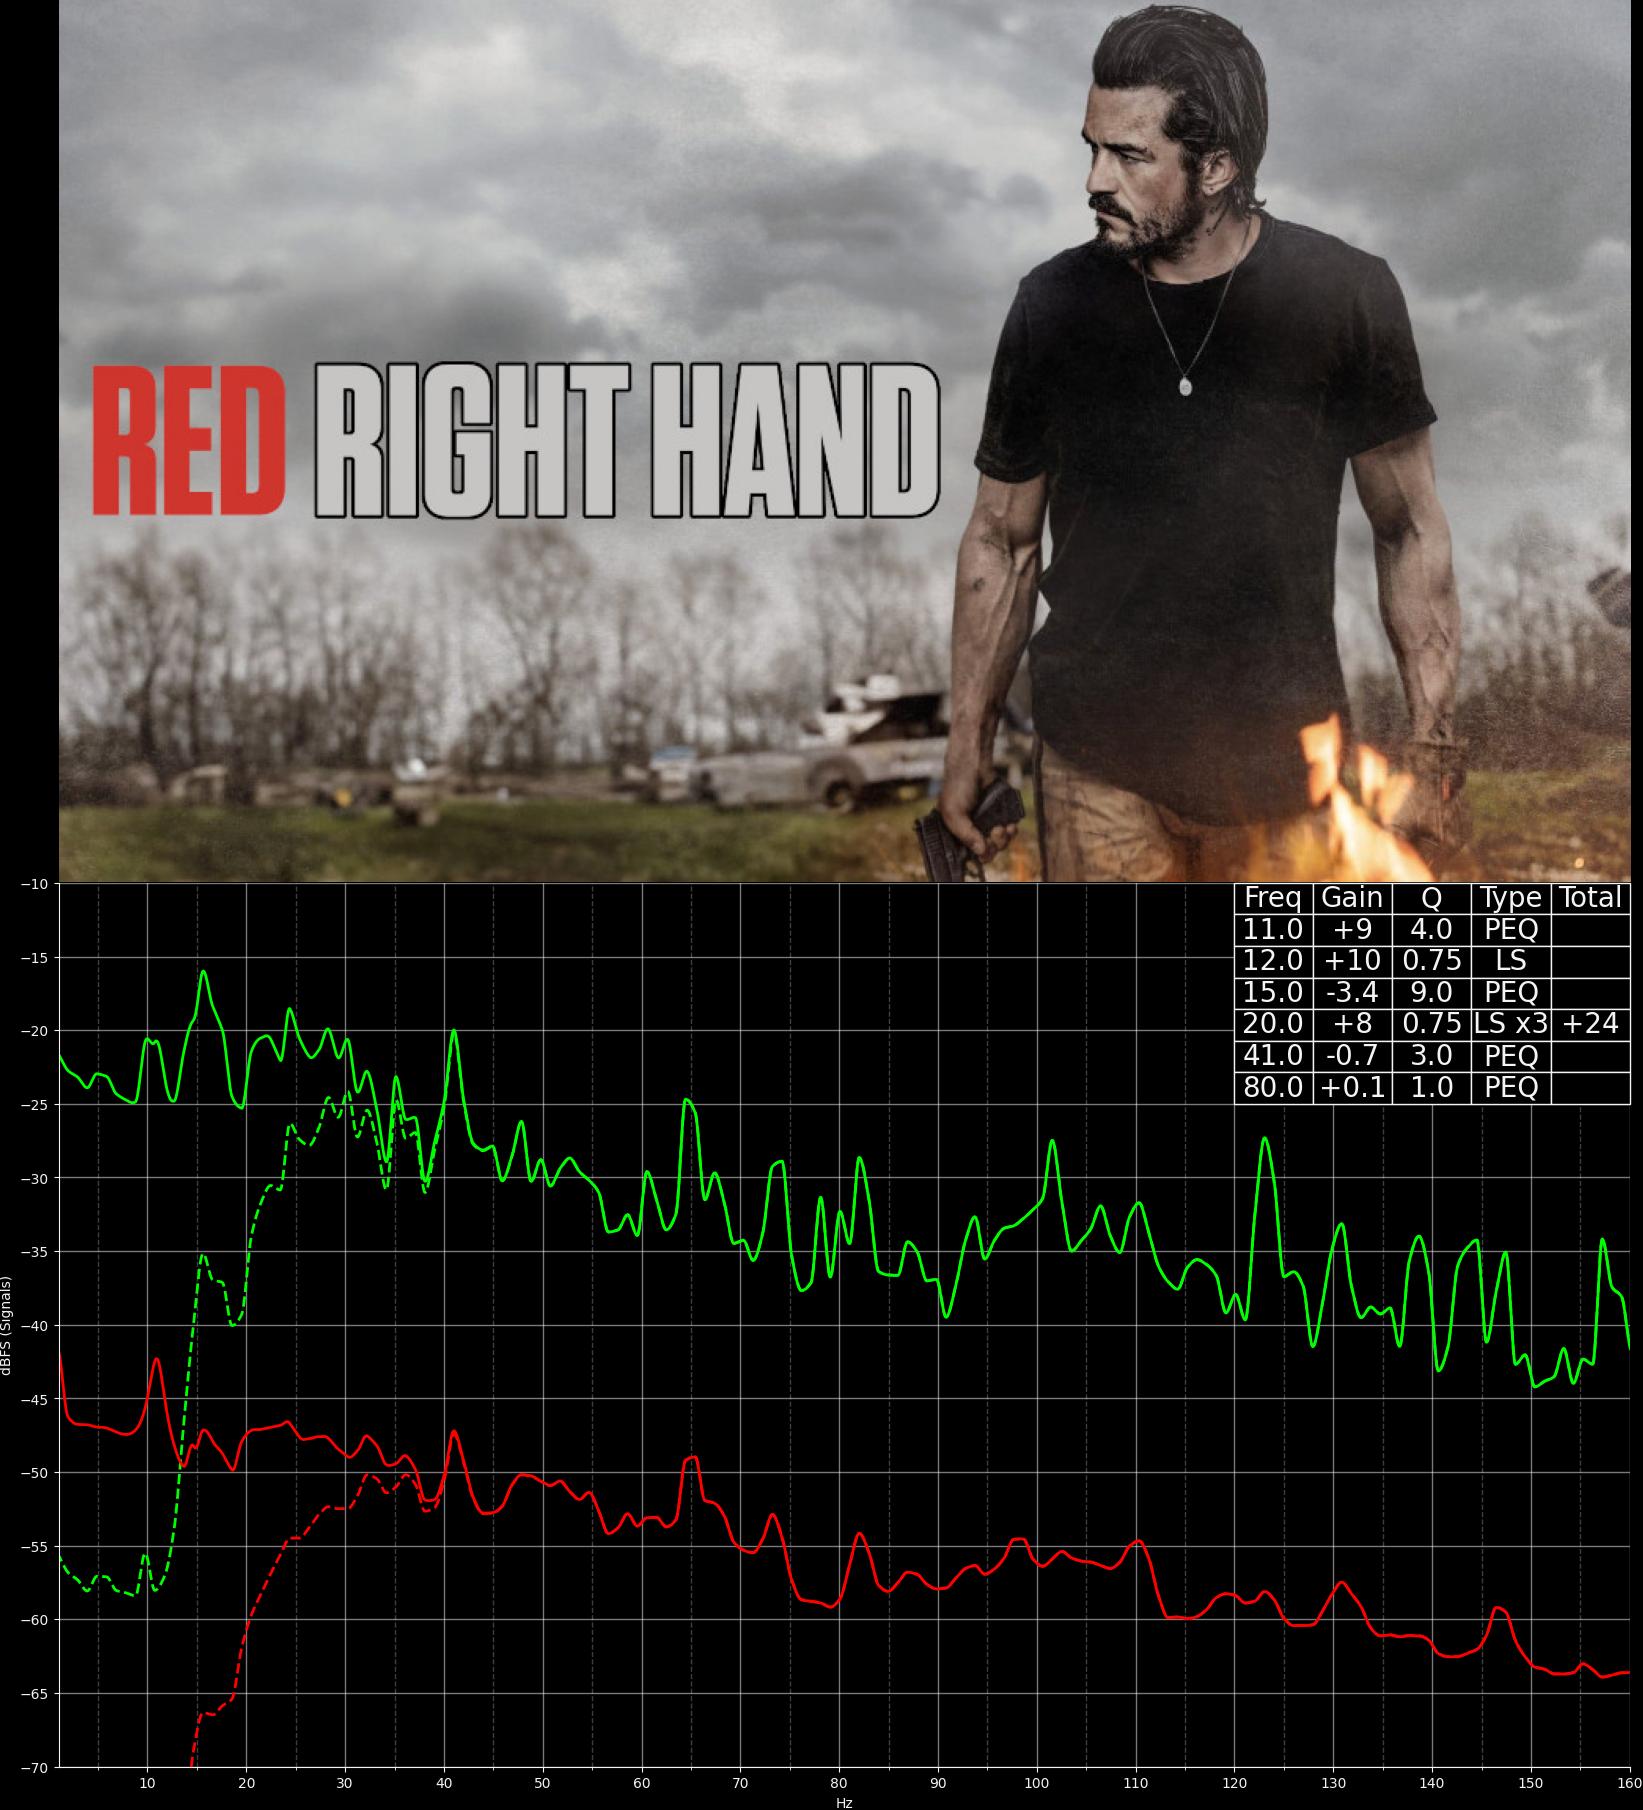 RED RIGHT HAND
Freq Gain Q Type Total
11.0 +9 4.0 PEQ
12.0 +10 0.75 LS
15.0 -3.4 9.0 PEQ
20.0 +8 0.75 LS x3 +24
41.0 -0.7 3.0 PEQ
80.0 +0.1 1.0 PEQ
−10
−15
−20
−25
−30
−35
−40
−45
−50
−55
−60
−65
−70
dBFS (Signals)
10 20 30 40 50 60 70 80 90 100 110 120 130 140 150 160
Hz